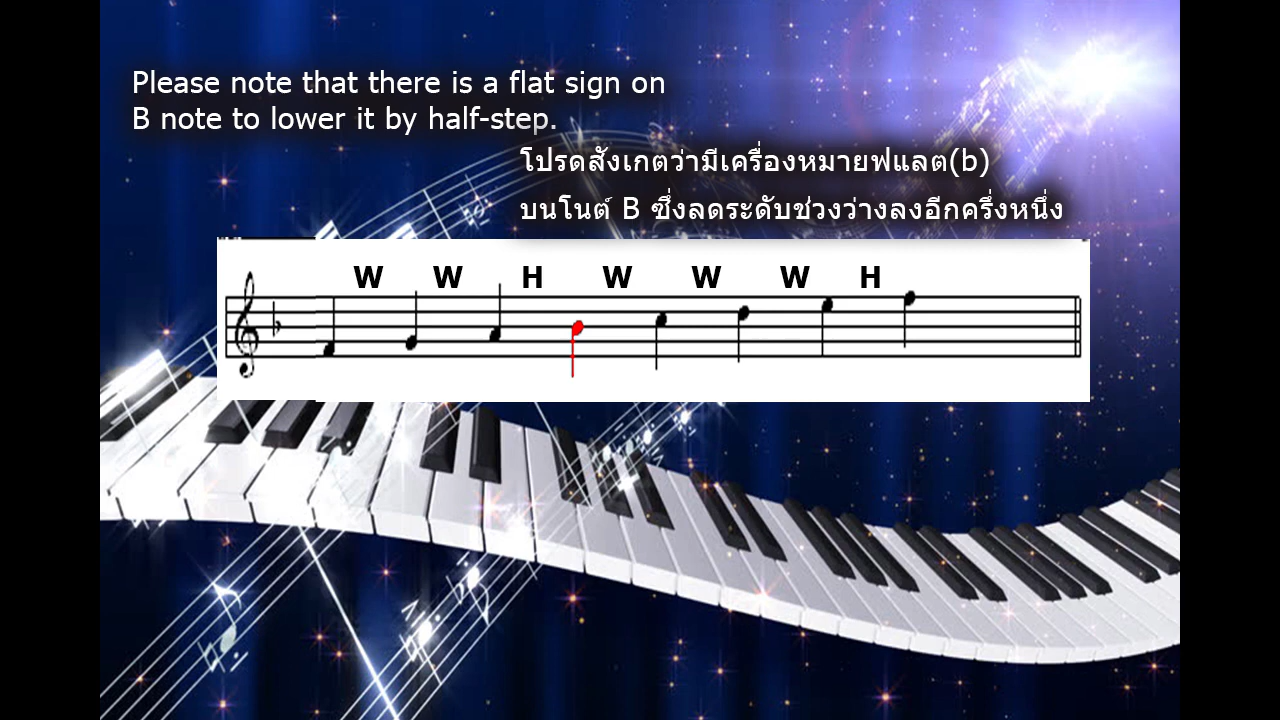 Please note that there is a flat sign on
B note to lower it by half-step.
โปรดสังเกตว่ามีเครื่องหมายฟแลต(b)
บนโนต์ B ซึ่งลดระดับช่วงว่างลงอีกครึ่งหนึ่ง
W W H W W W H